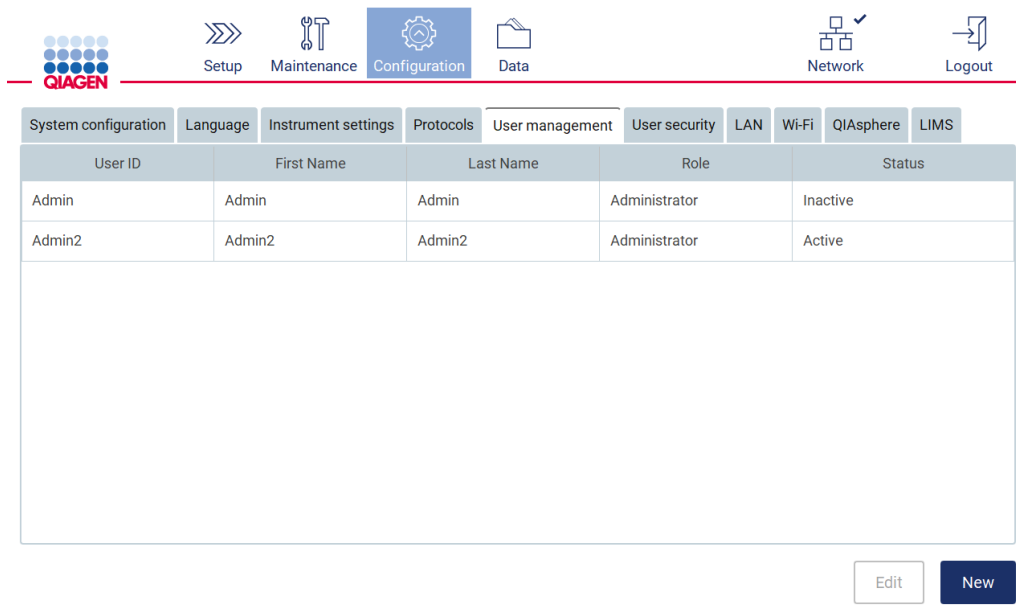 QIAGEN
Setup Maintenance Configuration Data Network Logout
System configuration Language Instrument settings Protocols User management User security LAN Wi-Fi QIAsphere LIMS
User ID First Name Last Name Role Status
Admin Admin Admin Administrator Inactive
Admin2 Admin2 Admin2 Administrator Active
Edit New